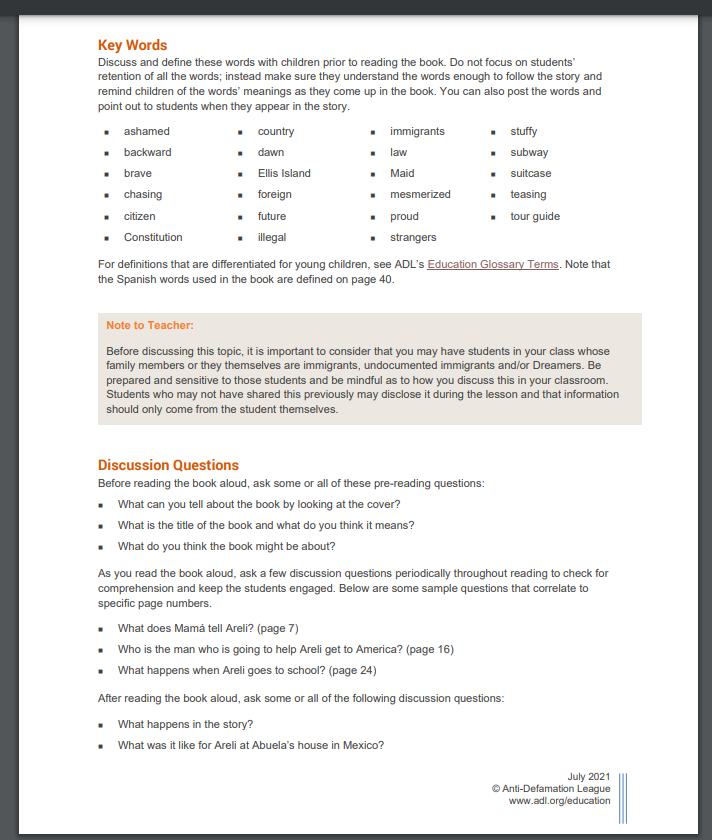 Key Words
Discuss and define these words with children prior to reading the book. Do not focus on students'
retention of all the words; instead make sure they understand the words enough to follow the story and
remind children of the words' meanings as they come up in the book. You can also post the words and
point out to students when they appear in the story.
▪ ashamed ▪ country ▪ immigrants ▪ stuffy
▪ backward ▪ dawn ▪ law ▪ subway
▪ brave ▪ Ellis Island ▪ Maid ▪ suitcase
▪ chasing ▪ foreign ▪ mesmerized ▪ teasing
▪ citizen ▪ future ▪ proud ▪ tour guide
▪ Constitution ▪ illegal ▪ strangers
For definitions that are differentiated for young children, see ADL's Education Glossary Terms. Note that
the Spanish words used in the book are defined on page 40.
Note to Teacher:
Before discussing this topic, it is important to consider that you may have students in your class whose
family members or they themselves are immigrants, undocumented immigrants and/or Dreamers. Be
prepared and sensitive to those students and be mindful as to how you discuss this in your classroom.
Students who may not have shared this previously may disclose it during the lesson and that information
should only come from the student themselves.
Discussion Questions
Before reading the book aloud, ask some or all of these pre-reading questions:
▪ What can you tell about the book by looking at the cover?
▪ What is the title of the book and what do you think it means?
▪ What do you think the book might be about?
As you read the book aloud, ask a few discussion questions periodically throughout reading to check for
comprehension and keep the students engaged. Below are some sample questions that correlate to
specific page numbers.
▪ What does Mamá tell Areli? (page 7)
▪ Who is the man who is going to help Areli get to America? (page 16)
▪ What happens when Areli goes to school? (page 24)
After reading the book aloud, ask some or all of the following discussion questions:
▪ What happens in the story?
▪ What was it like for Areli at Abuela's house in Mexico?
July 2021
© Anti-Defamation League
www.adl.org/education